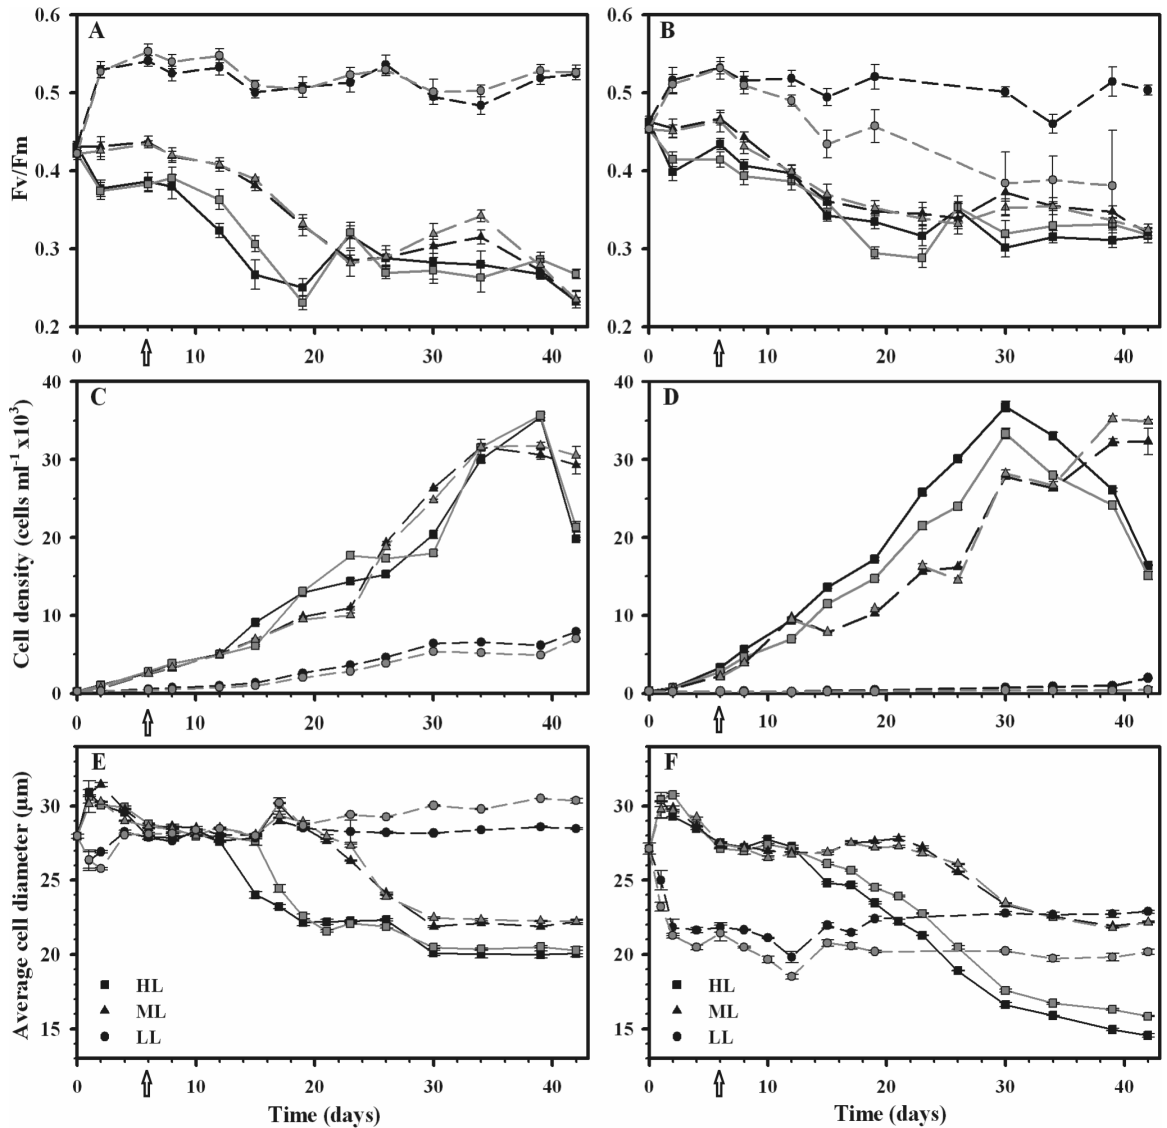 A
B
0.6
0.5
0.4
0.3
0.2
Fv/Fm
0 10 20 30 40
0.6
0.5
0.4
0.3
0.2
0 10 20 30 40
C
D
40
30
20
10
0
Cell density (cells ml⁻¹ x10³)
0 10 20 30 40
40
30
20
10
0
0 10 20 30 40
E
F
30
25
20
15
Average cell diameter (µm)
HL
ML
LL
0 10 20 30 40
Time (days)
30
25
20
15
HL
ML
LL
0 10 20 30 40
Time (days)